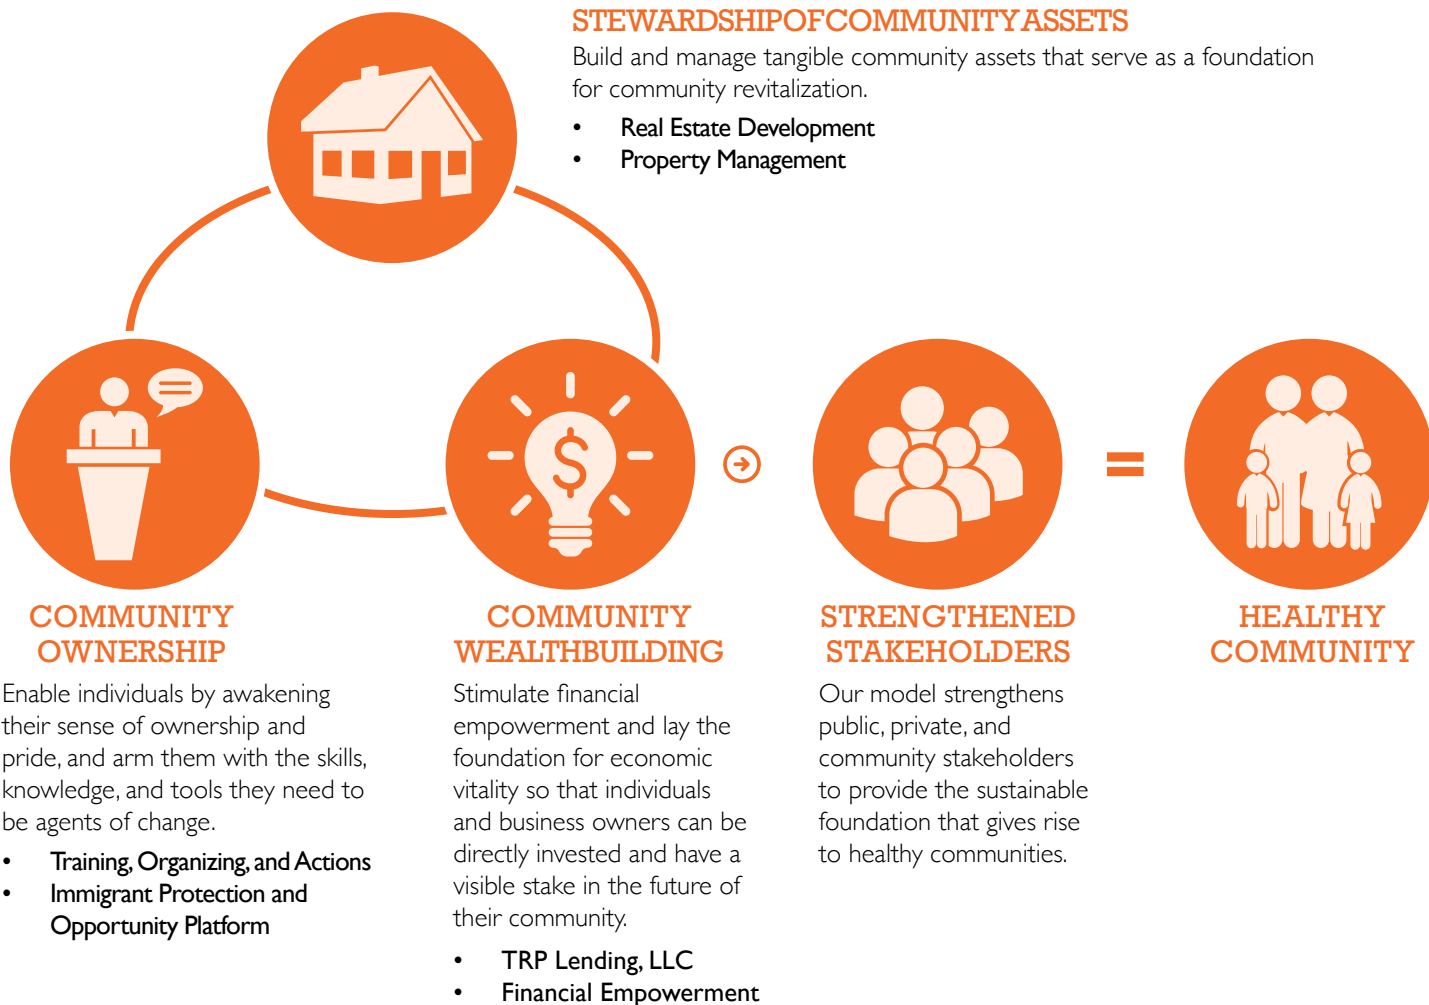 STEWARDSHIP OF COMMUNITY ASSETS
Build and manage tangible community assets that serve as a foundation
for community revitalization.
• Real Estate Development
• Property Management
$
COMMUNITY
OWNERSHIP
Enable individuals by awakening
their sense of ownership and
pride, and arm them with the skills,
knowledge, and tools they need to
be agents of change.
• Training, Organizing, and Actions
• Immigrant Protection and
Opportunity Platform
COMMUNITY
WEALTHBUILDING
Stimulate financial
empowerment and lay the
foundation for economic
vitality so that individuals
and business owners can be
directly invested and have a
visible stake in the future of
their community.
• TRP Lending, LLC
• Financial Empowerment
=
STRENGTHENED
STAKEHOLDERS
Our model strengthens
public, private, and
community stakeholders
to provide the sustainable
foundation that gives rise
to healthy communities.
HEALTHY
COMMUNITY